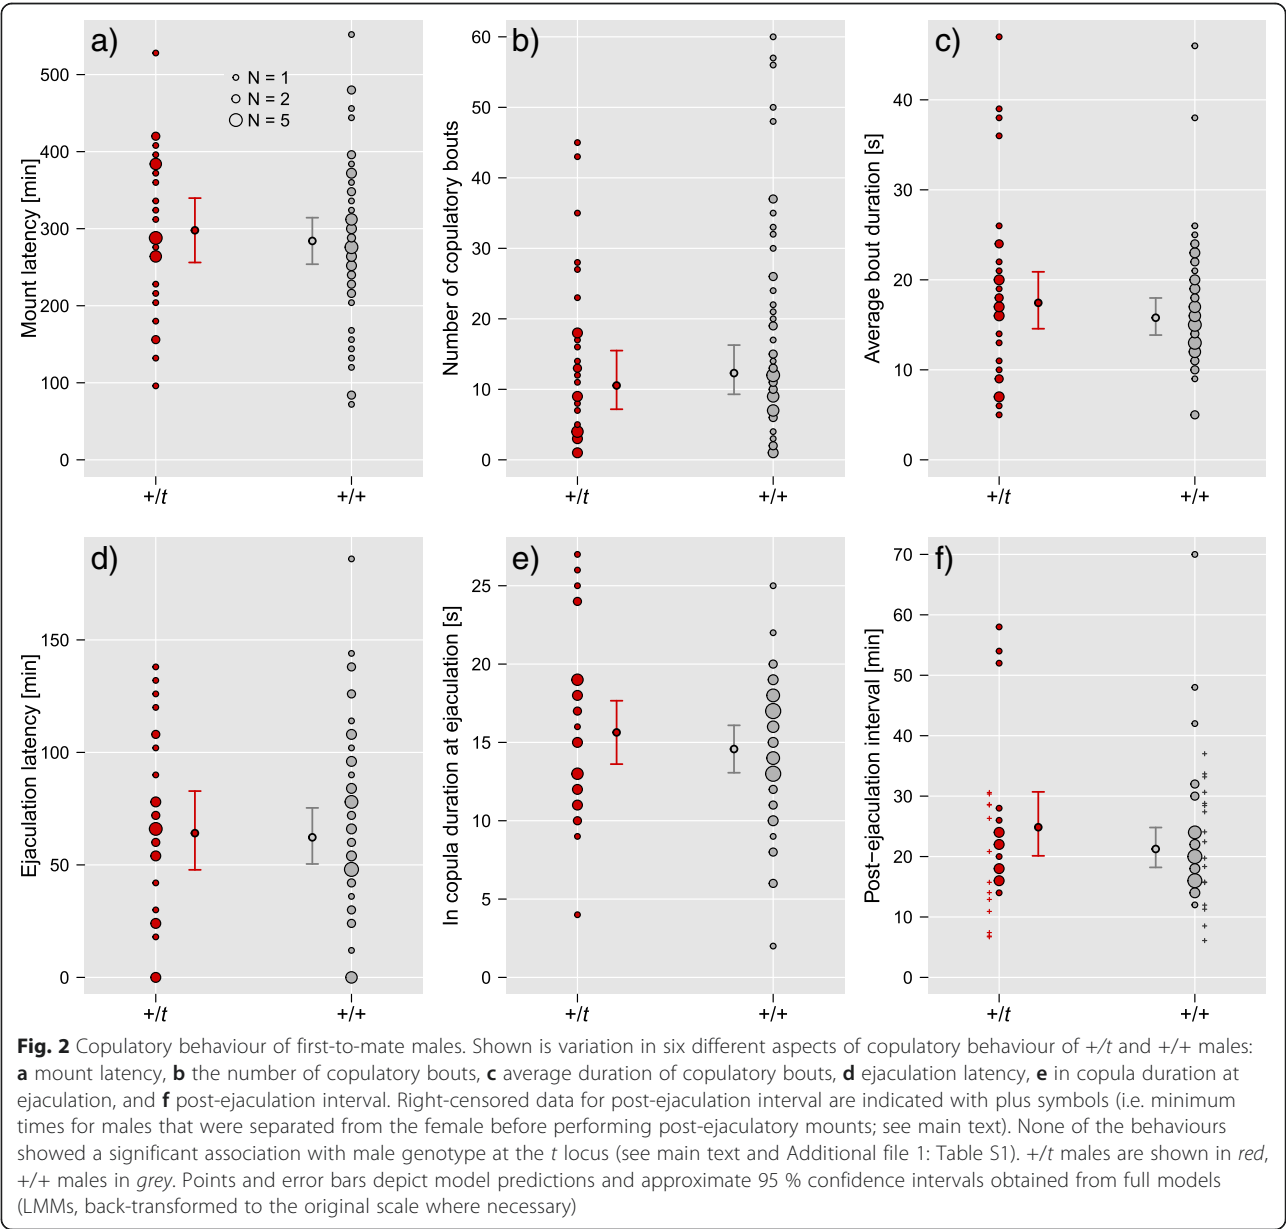 a)
Mount latency [min]
500
400
300
200
100
0
N = 1
N = 2
N = 5
+/t
+/+
b)
Number of copulatory bouts
60
50
40
30
20
10
0
+/t
+/+
c)
Average bout duration [s]
40
30
20
10
0
+/t
+/+
d)
Ejaculation latency [min]
150
100
50
0
+/t
+/+
e)
In copula duration at ejaculation [s]
25
20
15
10
5
0
+/t
+/+
f)
Post−ejaculation interval [min]
70
60
50
40
30
20
10
0
+/t
+/+
Fig. 2 Copulatory behaviour of first-to-mate males. Shown is variation in six different aspects of copulatory behaviour of +/t and +/+ males:
a mount latency, b the number of copulatory bouts, c average duration of copulatory bouts, d ejaculation latency, e in copula duration at
ejaculation, and f post-ejaculation interval. Right-censored data for post-ejaculation interval are indicated with plus symbols (i.e. minimum
times for males that were separated from the female before performing post-ejaculatory mounts; see main text). None of the behaviours
showed a significant association with male genotype at the t locus (see main text and Additional file 1: Table S1). +/t males are shown in red,
+/+ males in grey. Points and error bars depict model predictions and approximate 95 % confidence intervals obtained from full models
(LMMs, back-transformed to the original scale where necessary)